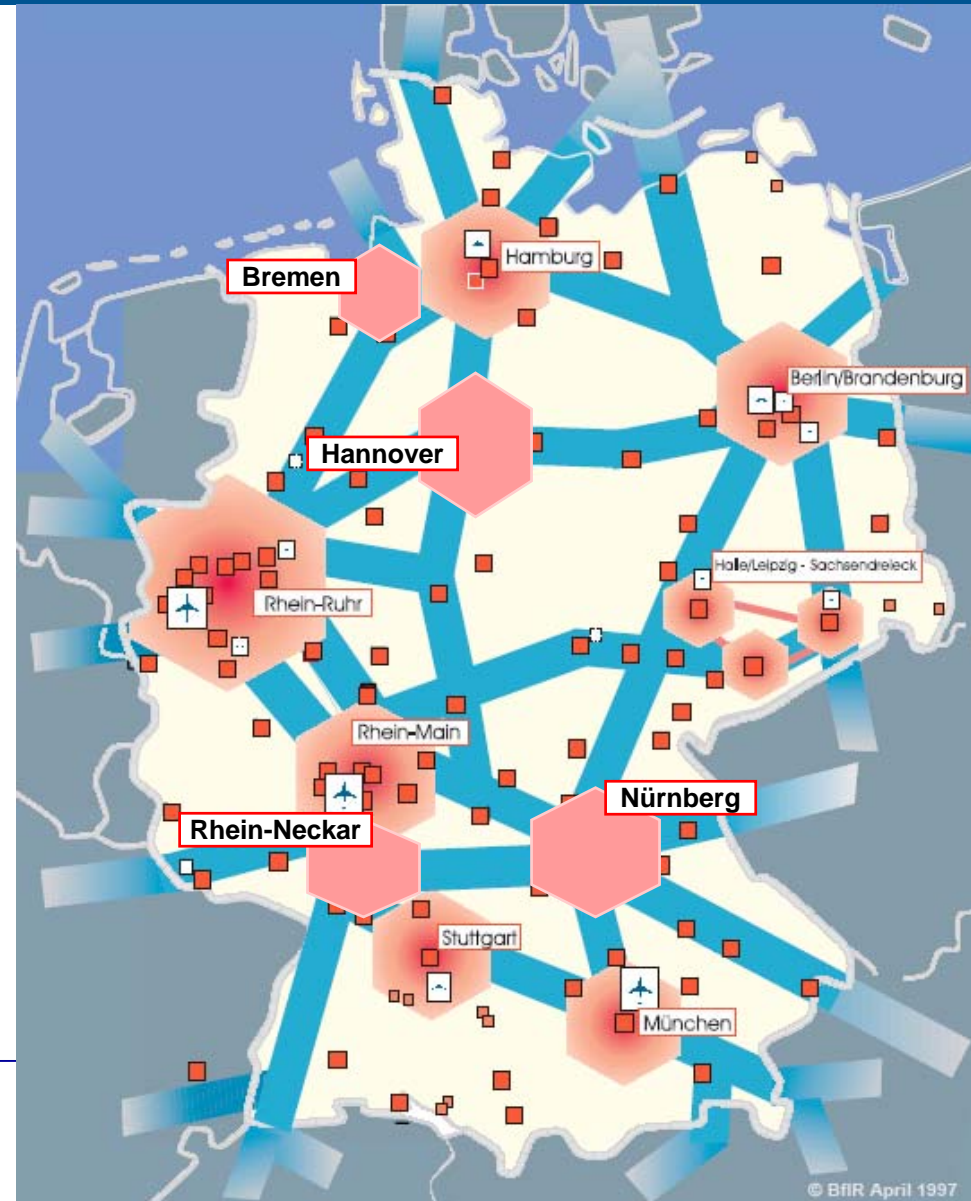 Hamburg
Bremen
Berlin/Brandenburg
Hannover
Halle/Leipzig - Sachsendreieck
Rhein-Ruhr
Rhein-Main
Nürnberg
Rhein-Neckar
Stuttgart
München
© BfLR April 1997